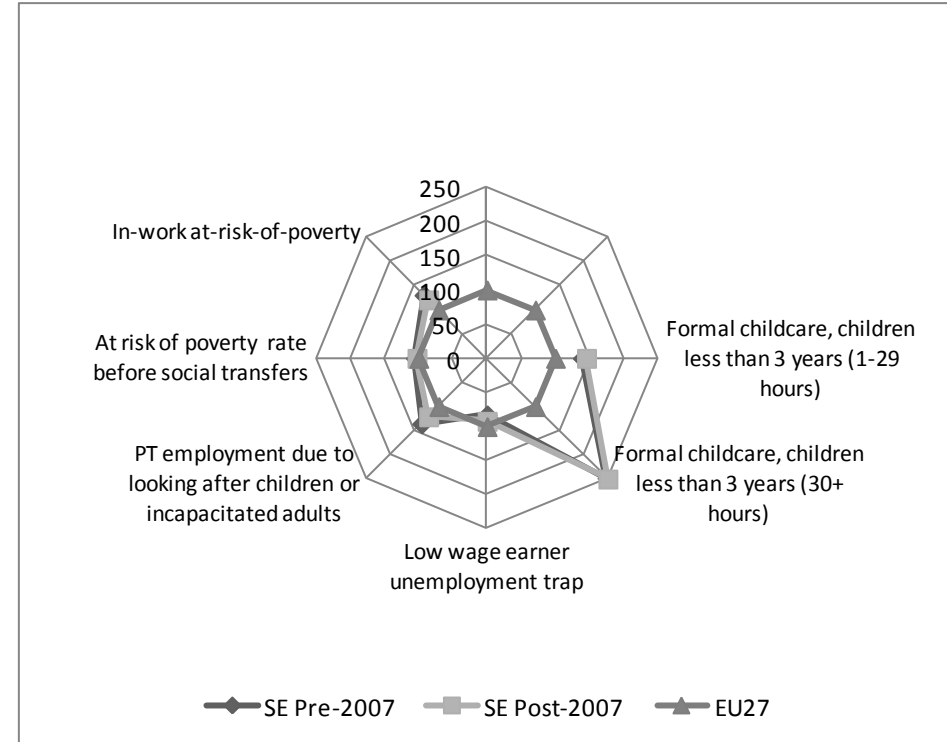 250
200
150
100
50
0
In-work at-risk-of-poverty
At risk of poverty rate
before social transfers
PT employment due to
looking after children or
incapacitated adults
Low wage earner
unemployment trap
Formal childcare, children
less than 3 years (1-29
hours)
Formal childcare, children
less than 3 years (30+
hours)
SE Pre-2007
SE Post-2007
EU27